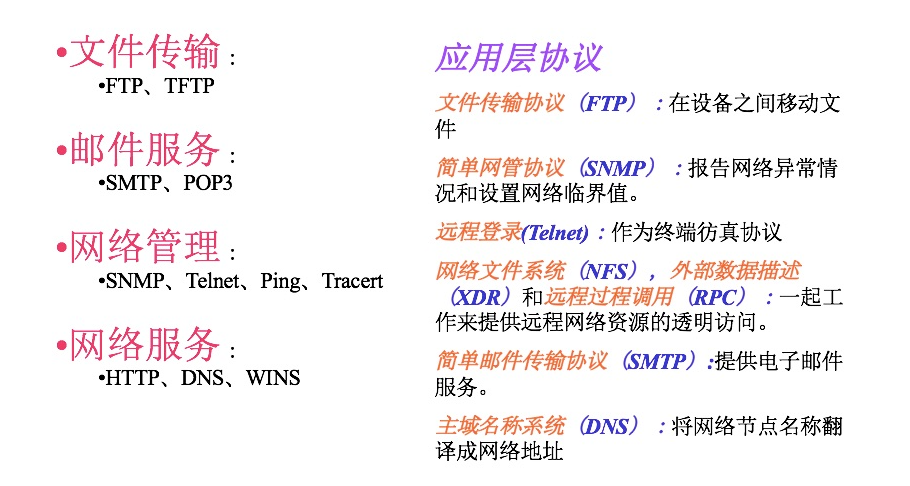 •文件传输：
•FTP、TFTP
•邮件服务：
•SMTP、POP3
•网络管理：
•SNMP、Telnet、Ping、Tracert
•网络服务：
•HTTP、DNS、WINS
应用层协议
文件传输协议（FTP）：在设备之间移动文
件
简单网管协议（SNMP）：报告网络异常情
况和设置网络临界值。
远程登录(Telnet)：作为终端仿真协议
网络文件系统（NFS），外部数据描述
（XDR）和远程过程调用（RPC）：一起工
作来提供远程网络资源的透明访问。
简单邮件传输协议（SMTP）:提供电子邮件
服务。
主域名称系统（DNS）：将网络节点名称翻
译成网络地址